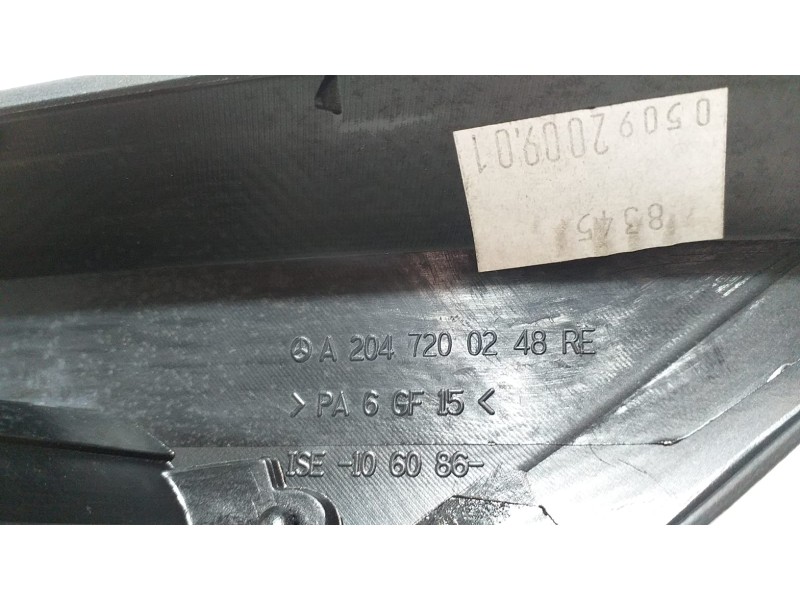 05092009.01
8345
A 204 720 02 48 RE
> PA 6 GF 15 <
ISE -10 60 86-